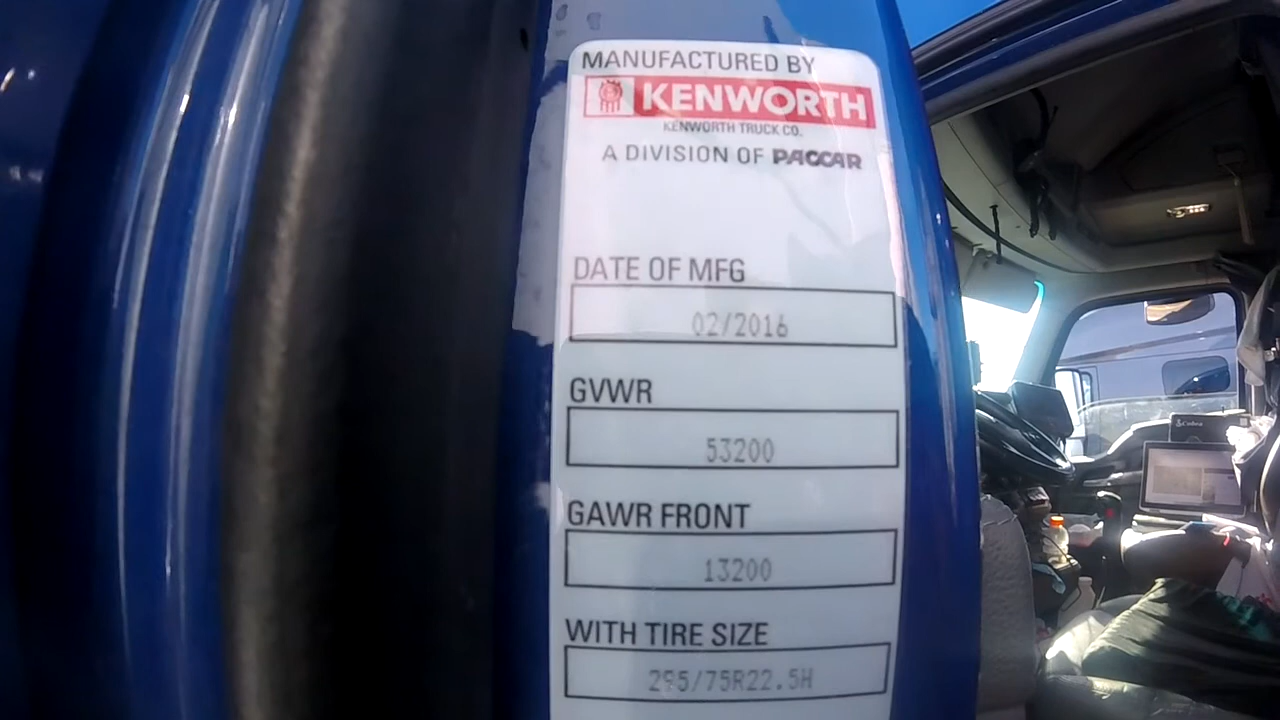 MANUFACTURED BY
KENWORTH
KENWORTH TRUCK CO.
A DIVISION OF PACCAR
DATE OF MFG
02/2016
GVWR
53200
GAWR FRONT
13200
WITH TIRE SIZE
295/75R22.5H
Cobra